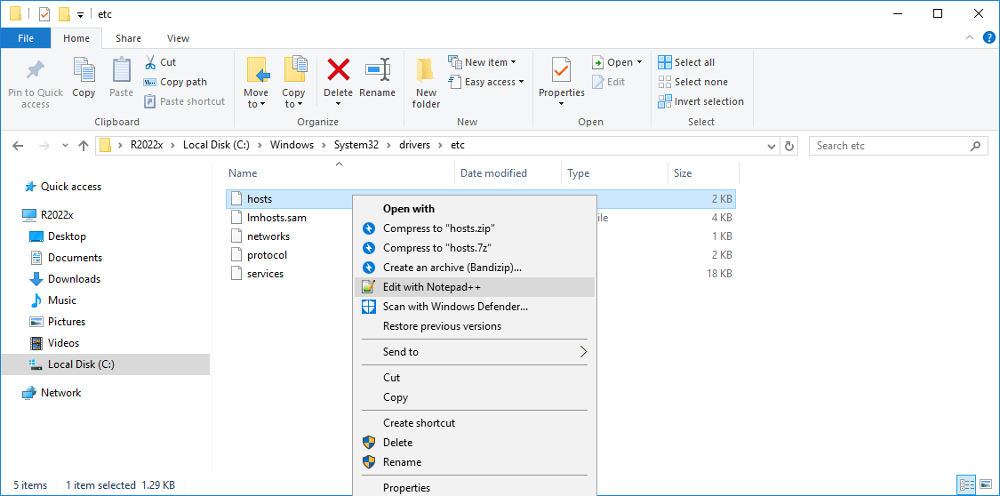 etc
File Home Share View
Pin to Quick access
Copy
Paste
Cut
Copy path
Paste shortcut
Clipboard
Move to
Copy to
Delete
Rename
Organize
New folder
New item
Easy access
New
Properties
Open
Edit
Open
Select all
Select none
Invert selection
Select
R2022x > Local Disk (C:) > Windows > System32 > drivers > etc
Search etc
Quick access
R2022x
Desktop
Documents
Downloads
Music
Pictures
Videos
Local Disk (C:)
Network
Name Date modified Type Size
hosts 2 KB
lmhosts.sam ile 4 KB
networks 1 KB
protocol 2 KB
services 18 KB
Open with
Compress to "hosts.zip"
Compress to "hosts.7z"
Create an archive (Bandizip)...
Edit with Notepad++
Scan with Windows Defender...
Restore previous versions
Send to
Cut
Copy
Create shortcut
Delete
Rename
Properties
5 items 1 item selected 1.29 KB